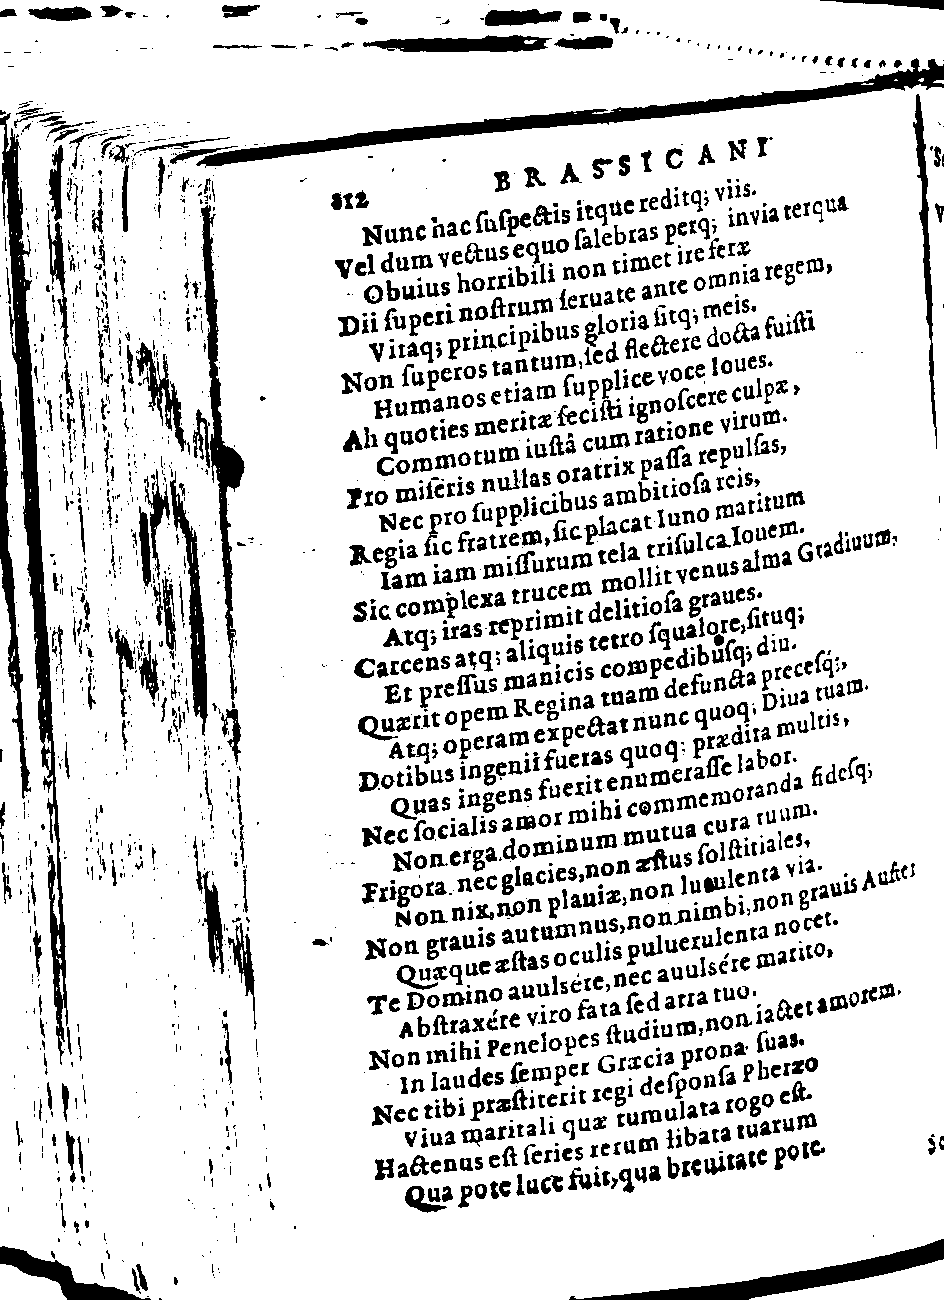 812 BRASSICANI
Nunc hac ſuſpectis itque reditq; viis.
Vel dum vectus equo ſalebras perq; invia terqua
Obuius horribili non timet ire feræ
Dii ſuperi noſtrum ſeruate ante omnia regem,
Vitaq; principibus gloria ſitq; meis.
Non ſuperos tantum, ſed flectere docta fuiſti
Humanos etiam ſupplice voce Ioues.
Ah quoties meritæ feciſti ignoſcere culpæ,
Commotum iuſtâ cum ratione virum.
Pro miſeris nullas oratrix paſſa repulſas,
Nec pro ſupplicibus ambitioſa reis,
Regia ſic fratrem, ſic placat Iuno maritum
Iam iam miſſurum tela triſulca Iouem.
Sic complexa trucem mollit venus alma Gradiuum,
Atq; iras reprimit delitioſa graues.
Carcens atq; aliquis tetro ſqualore, ſituq;
Et preſſus manicis compedibuſq; diu.
Quærit opem Regina tuam defuncta preceſq;,
Atq; operam expectat nunc quoq; Diua tuam.
Dotibus ingenii fueras quoq: prædita multis,
Quas ingens fuerit enumeraſſe labor.
Nec ſocialis amor mihi commemoranda fideſq;
Non erga dominum mutua cura tuum.
Frigora nec glacies, non æſtus ſolſtitiales,
Non nix, non pluuiæ, non luculenta via.
Non grauis autumnus, non nimbi, non grauis Auſter
Quæque æſtas oculis puluerulenta nocet.
Te Domino auulsére, nec auulsére marito,
Abſtraxére viro fata ſed atra tuo.
Non mihi Penelopes ſtudium, non iactet amorem.
In laudes ſemper Græcia prona ſuas.
Nec tibi præſtiterit regi deſponſa Pheræo
Viua maritali quæ tumulata rogo eſt.
Hactenus eſt ſeries rerum libata tuarum
Qua pote luce fuit, qua breuitate pote.